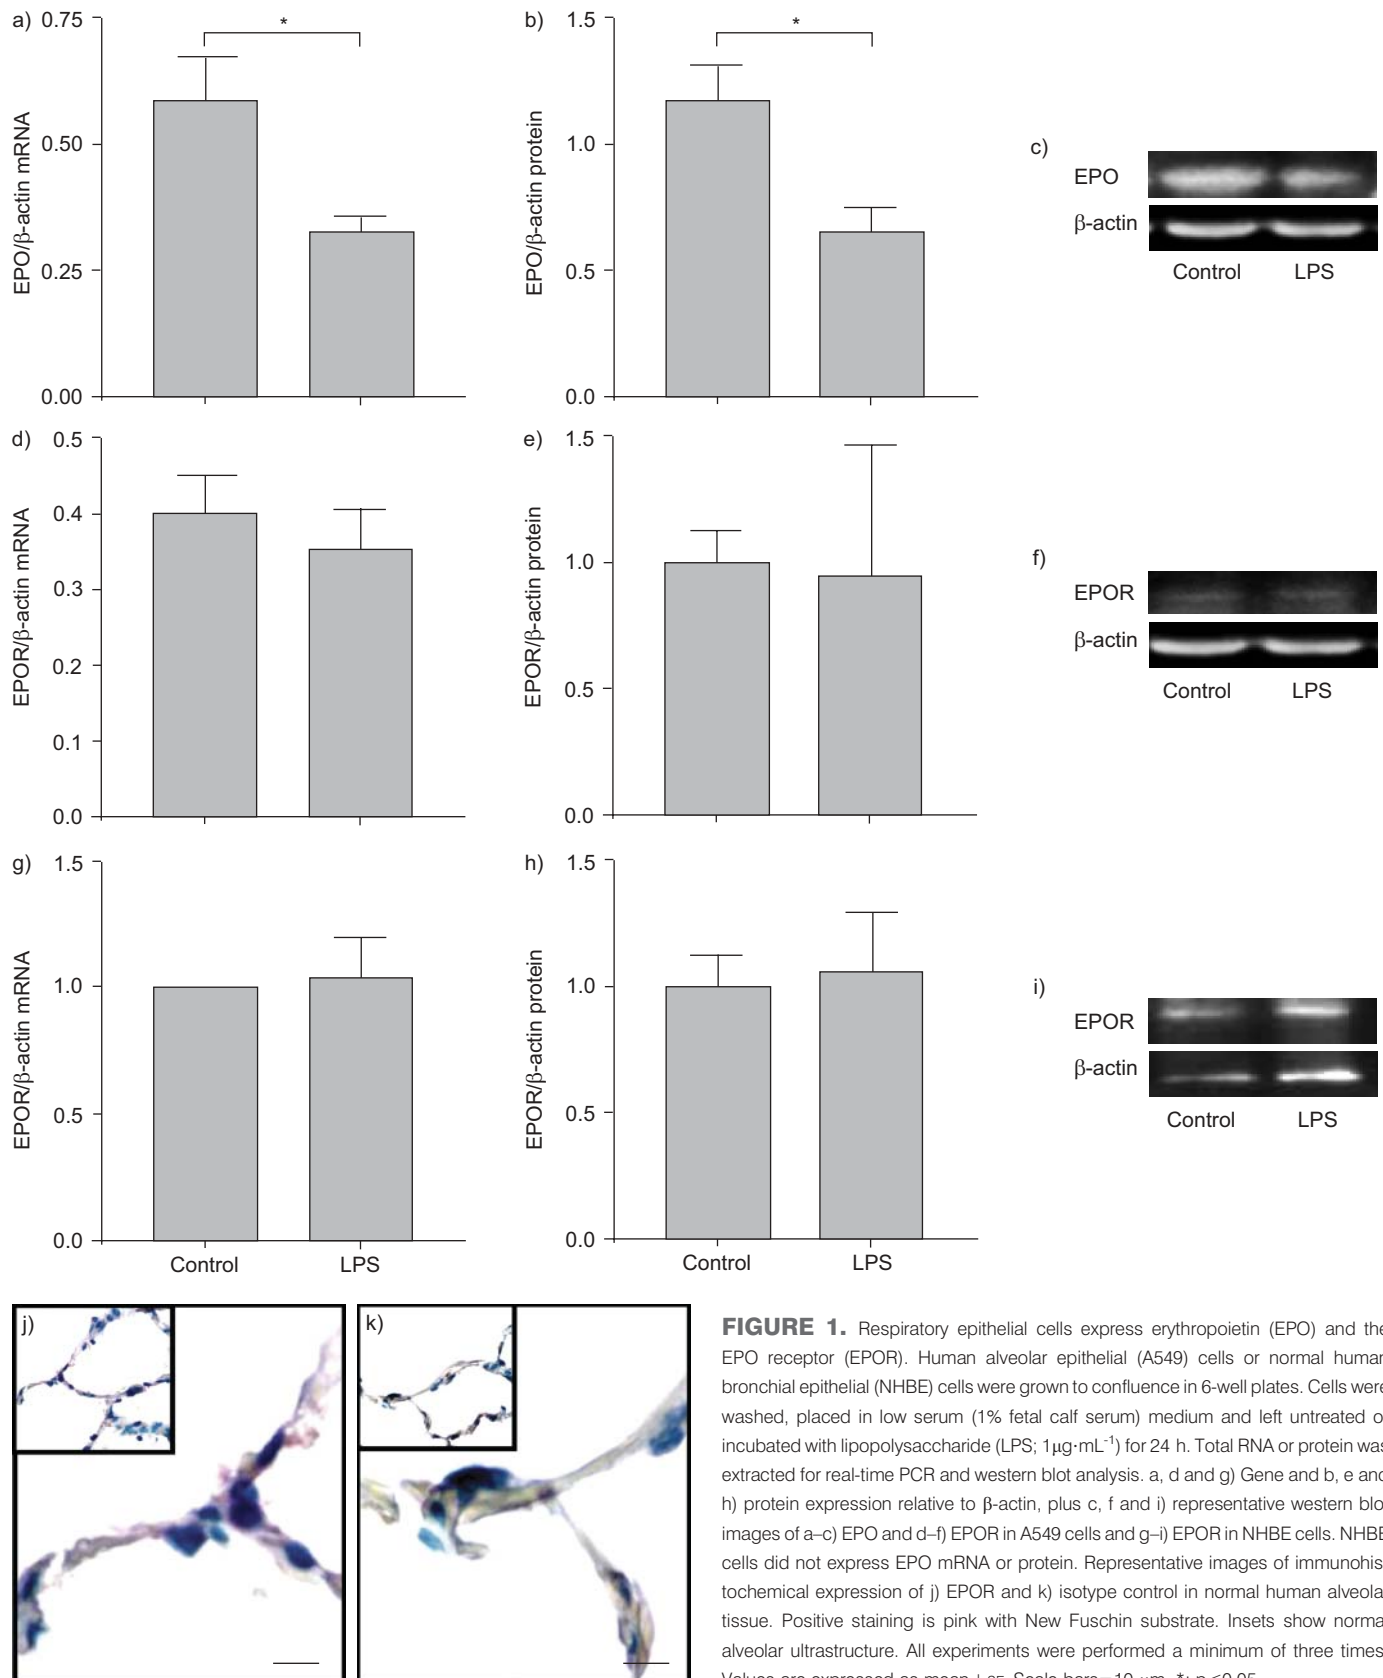 a)
0.75
0.50
0.25
0.00
EPO/β-actin mRNA
*
b)
1.5
1.0
0.5
0.0
EPO/β-actin protein
*
c)
EPO
β-actin
Control LPS
d)
0.5
0.4
0.3
0.2
0.1
0.0
EPOR/β-actin mRNA
e)
1.5
1.0
0.5
0.0
EPOR/β-actin protein
f)
EPOR
β-actin
Control LPS
g)
1.5
1.0
0.5
0.0
EPOR/β-actin mRNA
Control LPS
h)
1.5
1.0
0.5
0.0
EPOR/β-actin protein
Control LPS
i)
EPOR
β-actin
Control LPS
j)
k)
FIGURE 1. Respiratory epithelial cells express erythropoietin (EPO) and the
EPO receptor (EPOR). Human alveolar epithelial (A549) cells or normal human
bronchial epithelial (NHBE) cells were grown to confluence in 6-well plates. Cells were
washed, placed in low serum (1% fetal calf serum) medium and left untreated o
incubated with lipopolysaccharide (LPS; 1μg·mL⁻¹) for 24 h. Total RNA or protein was
extracted for real-time PCR and western blot analysis. a, d and g) Gene and b, e and
h) protein expression relative to β-actin, plus c, f and i) representative western blo
images of a–c) EPO and d–f) EPOR in A549 cells and g–i) EPOR in NHBE cells. NHBE
cells did not express EPO mRNA or protein. Representative images of immunohis
tochemical expression of j) EPOR and k) isotype control in normal human alveola
tissue. Positive staining is pink with New Fuschin substrate. Insets show norma
alveolar ultrastructure. All experiments were performed a minimum of three times
Values are expressed as mean